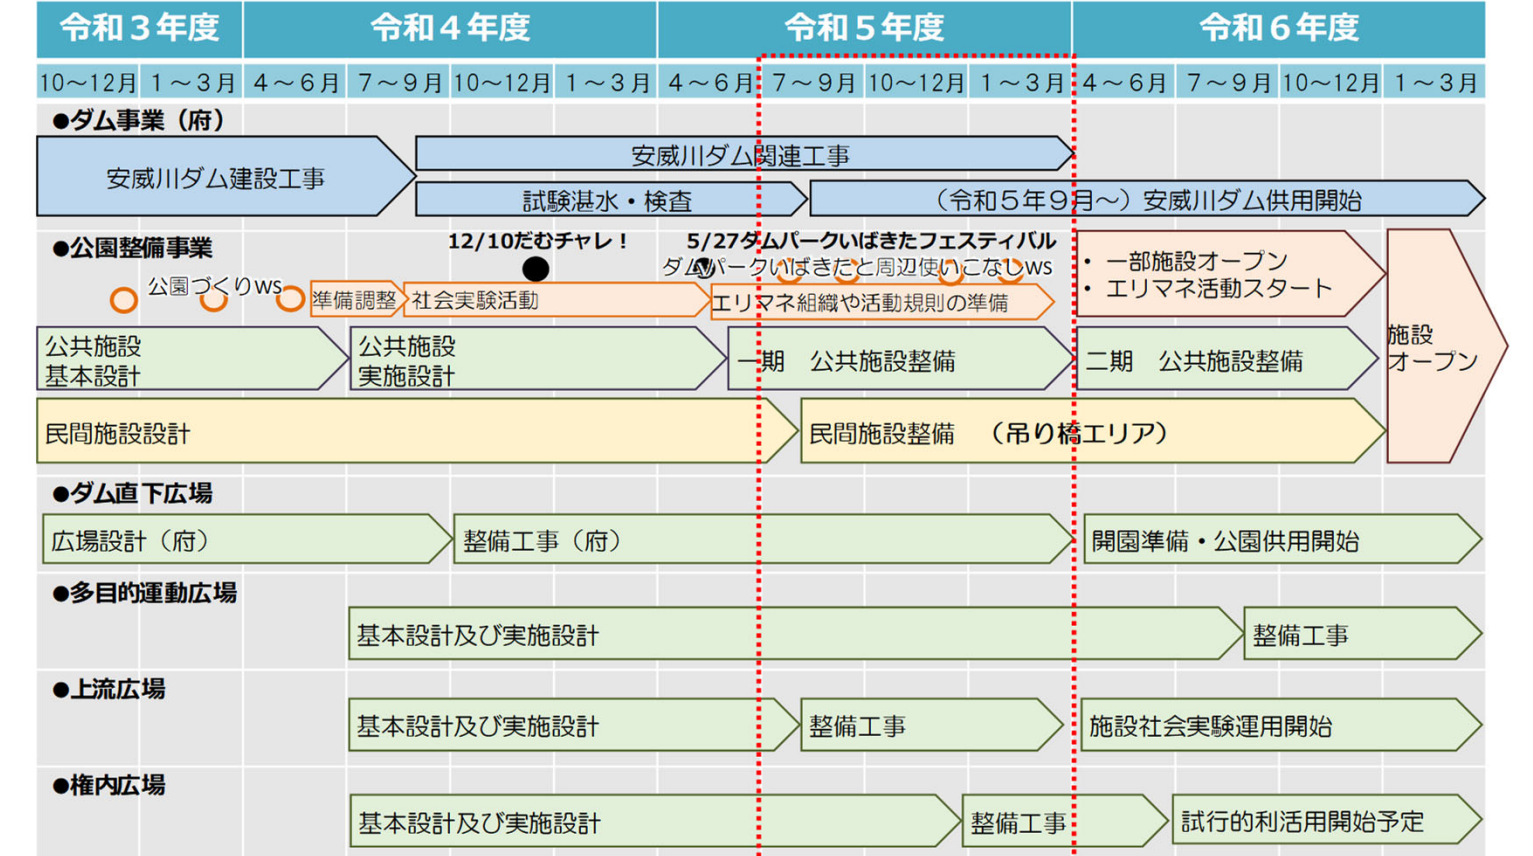 令和３年度
令和４年度
令和５年度
令和６年度
10～12月
１～３月
４～６月
７～９月
10～12月
１～３月
４～６月
７～９月
10～12月
１～３月
４～６月
７～９月
10～12月
１～３月
●ダム事業（府）
安威川ダム建設工事
安威川ダム関連工事
試験湛水・検査
（令和５年９月～）安威川ダム供用開始
●公園整備事業
12/10だむチャレ！
5/27ダムパークいばきたフェスティバル
公園づくりws
ダムパークいばきたと周辺使いこなしws
準備調整
社会実験活動
エリマネ組織や活動規則の準備
・ 一部施設オープン
・ エリマネ活動スタート
施設
オープン
公共施設
基本設計
公共施設
実施設計
一期　公共施設整備
二期　公共施設整備
民間施設設計
民間施設整備　（吊り橋エリア）
●ダム直下広場
広場設計（府）
整備工事（府）
開園準備・公園供用開始
●多目的運動広場
基本設計及び実施設計
整備工事
●上流広場
基本設計及び実施設計
整備工事
施設社会実験運用開始
●権内広場
基本設計及び実施設計
整備工事
試行的利活用開始予定